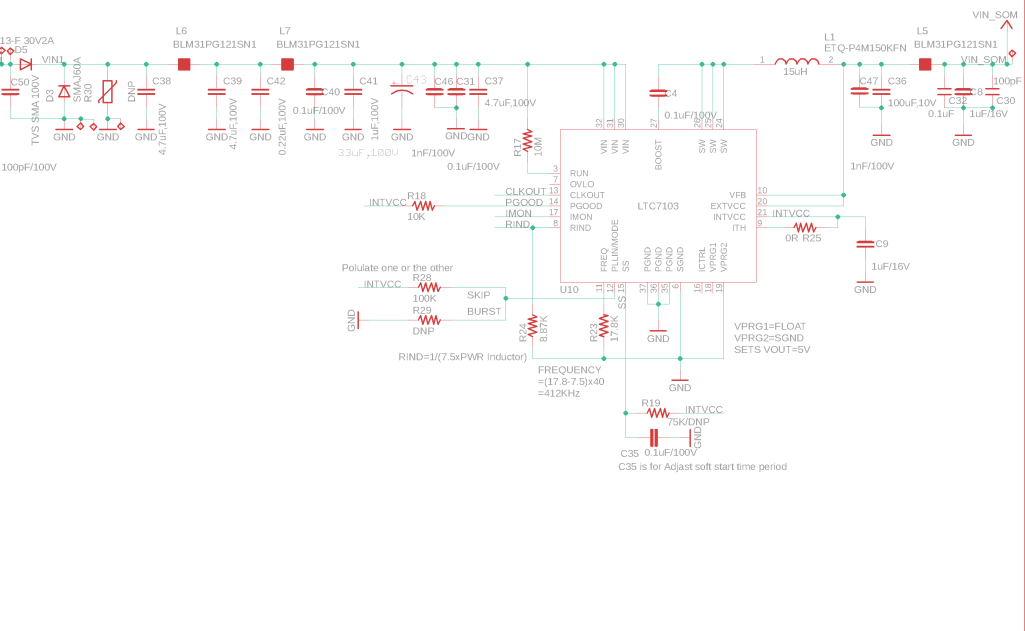 VIN_SOM
13-F 30V2A
D5
L6
BLM31PG121SN1
L7
BLM31PG121SN1
L1
ETQ-P4M150KFN
L5
BLM31PG121SN1
VIN1
1
2
15uH
VIN_SOM
C50
D3
SMAJ60A
TVS SMA 100V
R30
DNP
C38
4.7uF,100V
C39
4.7uF,100V
C42
0.22uF,100V
C40
0.1uF/100V
C41
1uF,100V
C43
33uF,100V
C46
C31
C37
4.7uF,100V
1nF/100V
0.1uF/100V
C4
0.1uF/100V
C47
C36
100uF,10V
1nF/100V
C32
0.1uF
C8
1uF/16V
100pF
C30
GND
GND
GND
GND
GND
GND
GND
GND
GND
GND
GND
GND
GND
100pF/100V
R17
10M
32
31
30
27
26
25
24
VIN
VIN
VIN
BOOST
SW
SW
SW
3
RUN
7
OVLO
CLKOUT
13
CLKOUT
INTVCC
R18
10K
PGOOD
14
PGOOD
IMON
17
IMON
RIND
8
RIND
LTC7103
VFB
10
EXTVCC
20
INTVCC
21
INTVCC
ITH
9
0R R25
C9
1uF/16V
GND
FREQ
PLLIN/MODE
SS
PGND
PGND
PGND
SGND
ICTRL
VPRG1
VPRG2
U10
11
12
15
37
36
35
6
16
18
19
SS
Polulate one or the other
INTVCC
R28
100K
SKIP
BURST
GND
R29
DNP
R24
8.87K
R23
17.8K
GND
VPRG1=FLOAT
VPRG2=SGND
SETS VOUT=5V
RIND=1/(7.5xPWR Inductor)
FREQUENCY
=(17.8-7.5)x40
=412KHz
GND
R19
INTVCC
75K/DNP
GND
C35
0.1uF/100V
C35 is for Adjust soft start time period